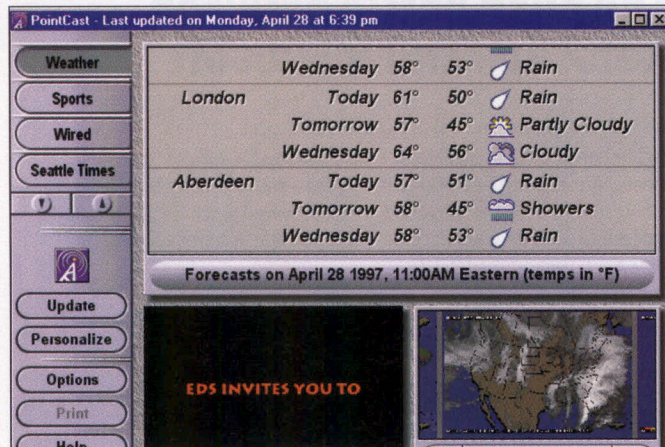 PointCast - Last updated on Monday, April 28 at 6:39 pm
Weather
Sports
Wired
Seattle Times
Update
Personalize
Options
Print
Help
Wednesday 58° 53° Rain
London Today 61° 50° Rain
Tomorrow 57° 45° Partly Cloudy
Wednesday 64° 56° Cloudy
Aberdeen Today 57° 51° Rain
Tomorrow 58° 45° Showers
Wednesday 58° 53° Rain
Forecasts on April 28 1997, 11:00AM Eastern (temps in °F)
EDS INVITES YOU TO